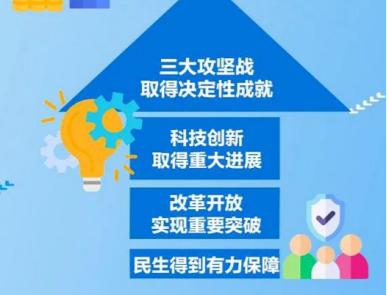 三大攻坚战
取得决定性成就
科技创新
取得重大进展
改革开放
实现重要突破
民生得到有力保障